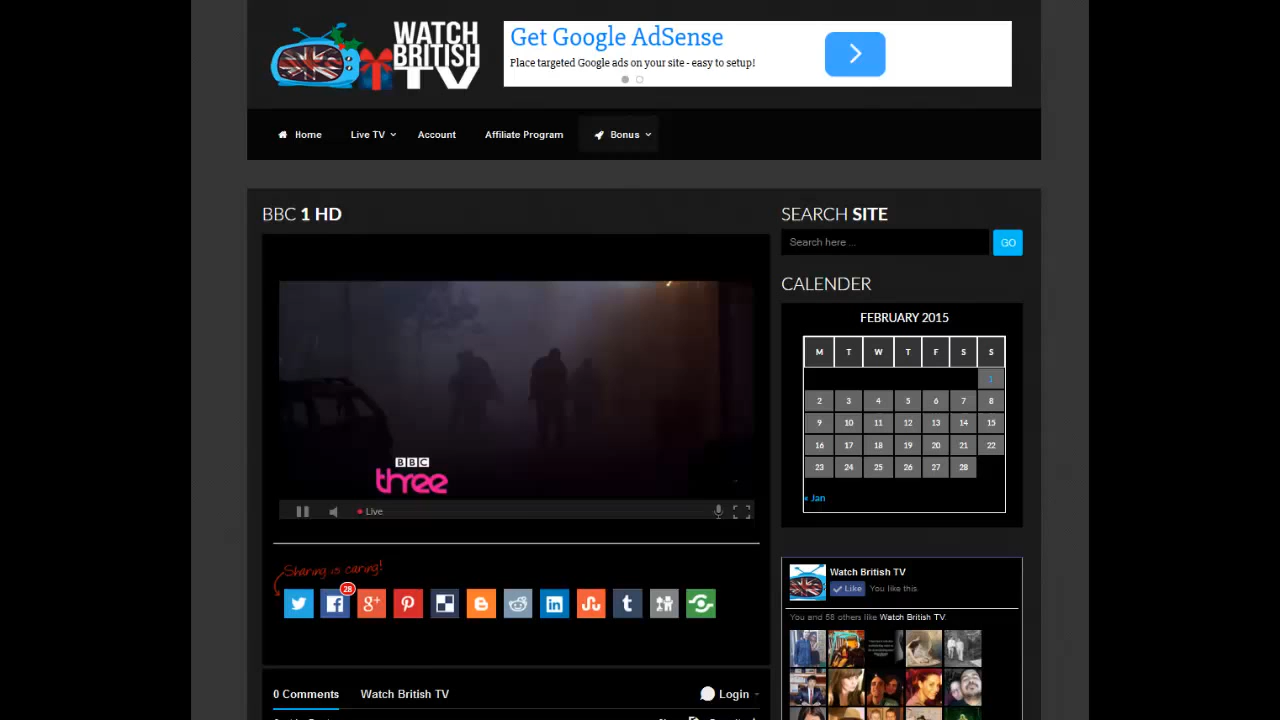 WATCH
BRITISH
TV
Get Google AdSense
Place targeted Google ads on your site - easy to setup!
Home
Live TV
Account
Affiliate Program
Bonus
BBC 1 HD
BBC
three
Live
Sharing is caring!
28
0 Comments
Watch British TV
Login
SEARCH SITE
Search here ...
GO
CALENDER
FEBRUARY 2015
M T W T F S S
1
2 3 4 5 6 7 8
9 10 11 12 13 14 15
16 17 18 19 20 21 22
23 24 25 26 27 28
« Jan
Watch British TV
Like You like this.
You and 56 others like Watch British TV.